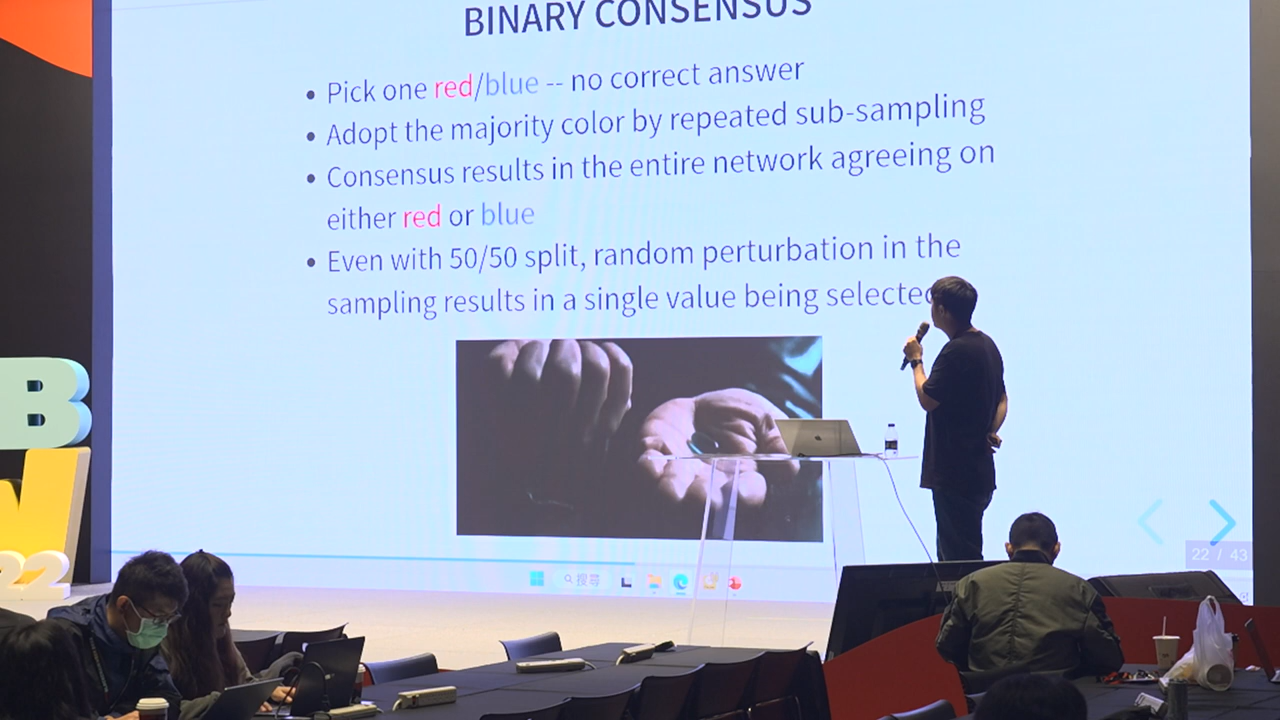 BINARY CONSENSUS
• Pick one red/blue -- no correct answer
• Adopt the majority color by repeated sub-sampling
• Consensus results in the entire network agreeing on
either red or blue
• Even with 50/50 split, random perturbation in the
sampling results in a single value being selected
B
W
22
22 / 43
搜尋